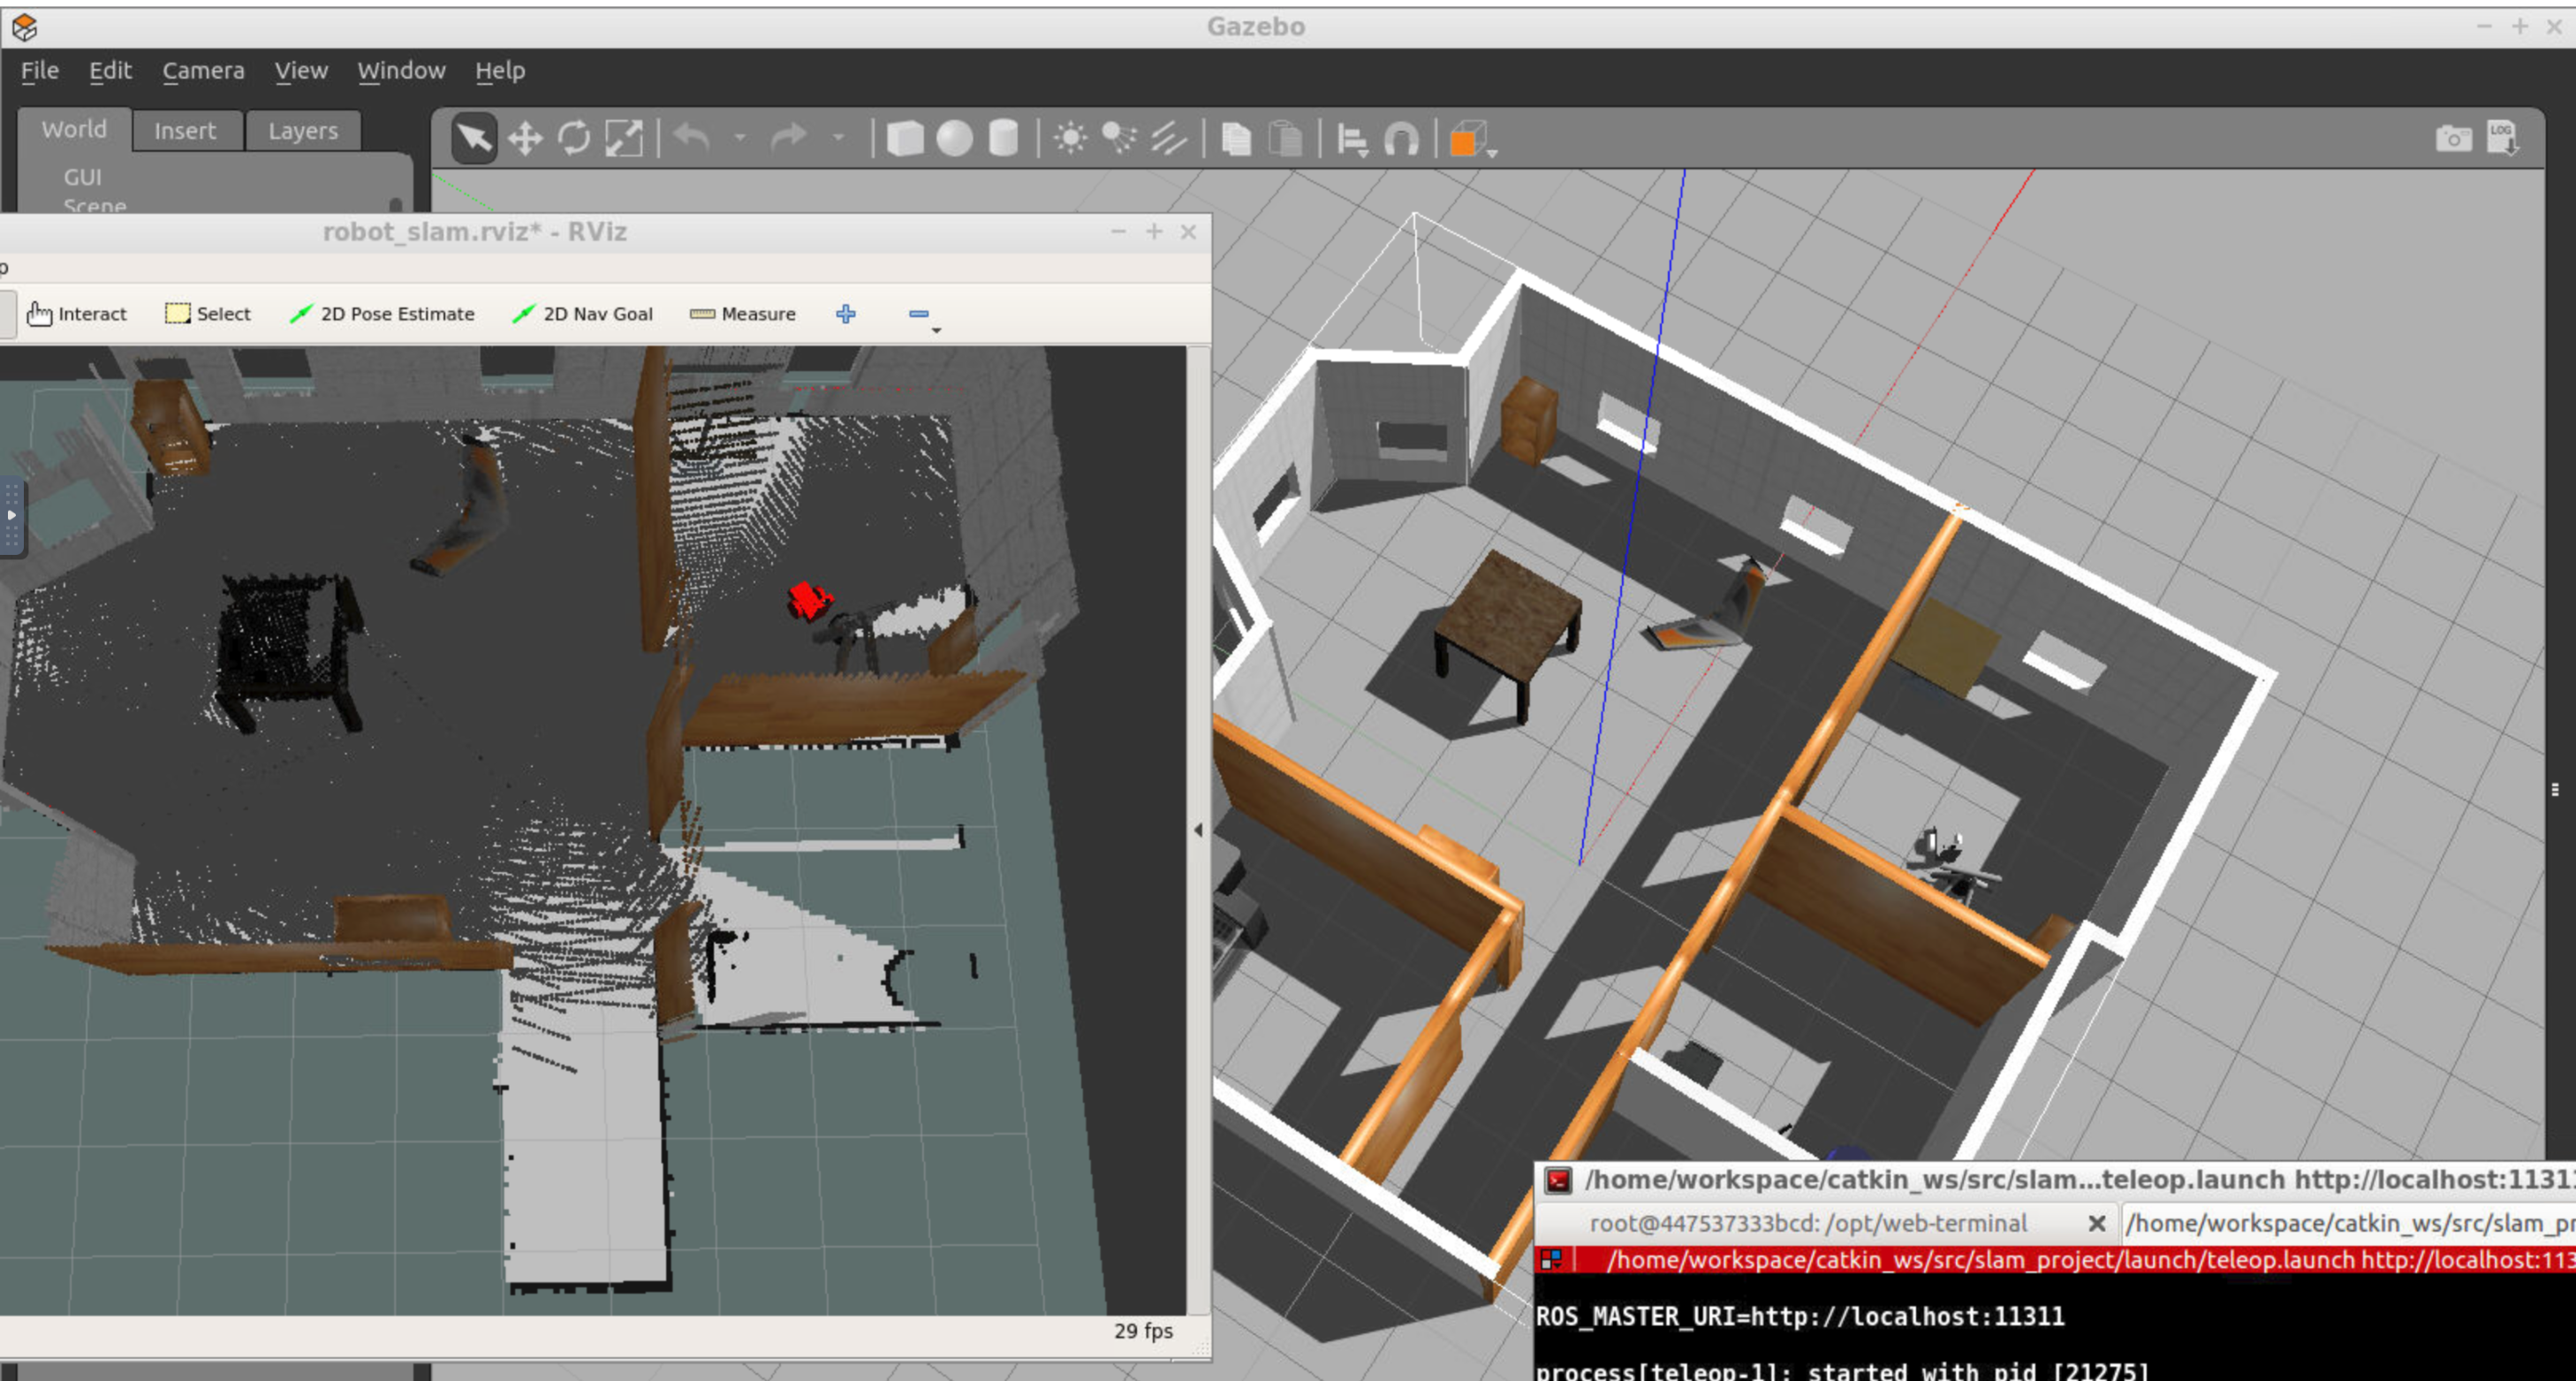 Gazebo
File Edit Camera View Window Help
World Insert Layers
LOG
GUI
Scene
robot_slam.rviz* - RViz
p
Interact Select 2D Pose Estimate 2D Nav Goal Measure
29 fps
/home/workspace/catkin_ws/src/slam...teleop.launch http://localhost:1131
root@447537333bcd: /opt/web-terminal
/home/workspace/catkin_ws/src/slam_pr
/home/workspace/catkin_ws/src/slam_project/launch/teleop.launch http://localhost:113
ROS_MASTER_URI=http://localhost:11311
process[teleop-1]: started with pid [21275]